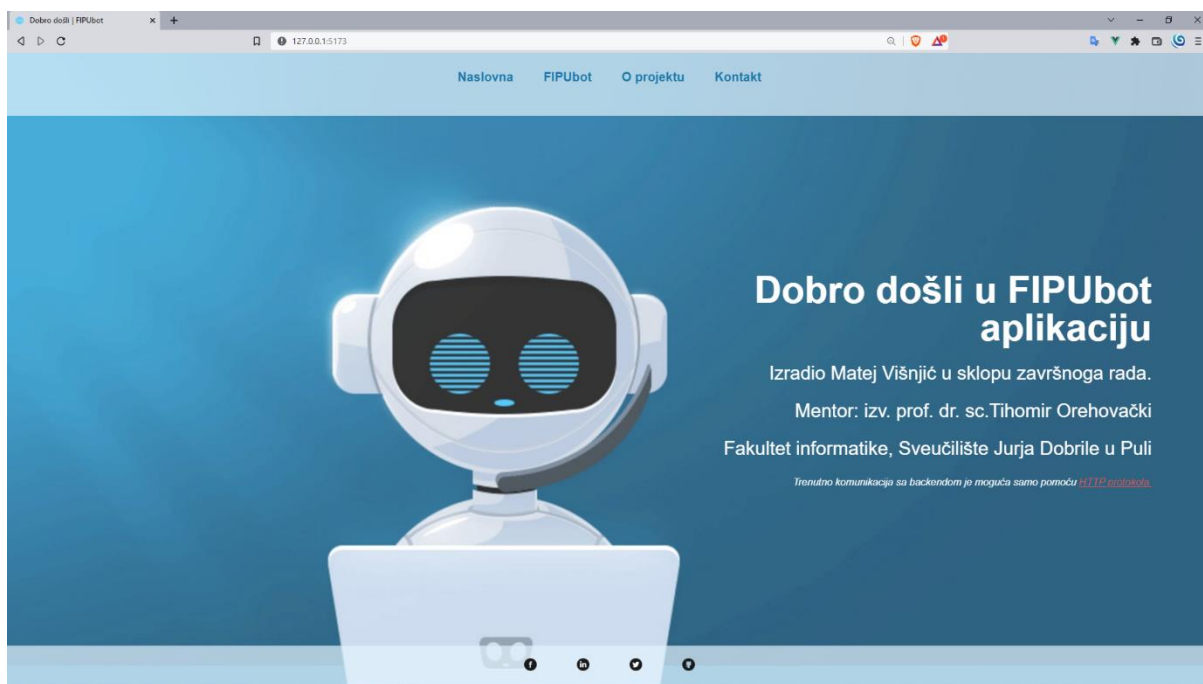 Dobro došli | FIPUbot
127.0.0.1:5173
Naslovna FIPUbot O projektu Kontakt
Dobro došli u FIPUbot
aplikaciju
Izradio Matej Višnjić u sklopu završnoga rada.
Mentor: izv. prof. dr. sc.Tihomir Orehovački
Fakultet informatike, Sveučilište Jurja Dobrile u Puli
Trenutno komunikacija sa backendom je moguća samo pomoću HTTP protokola.